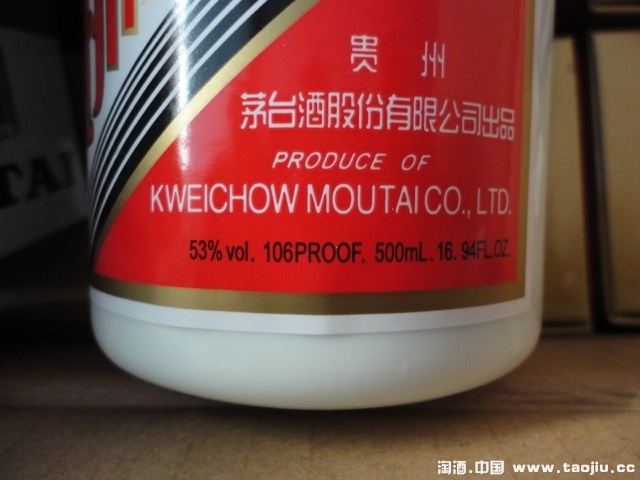 贵 州
茅台酒股份有限公司出品
PRODUCE OF
KWEICHOW MOUTAI CO., LTD.
53%vol. 106PROOF. 500mL. 16. 94FL.OZ.
TAI
淘酒.中国 www.taojiu.cc